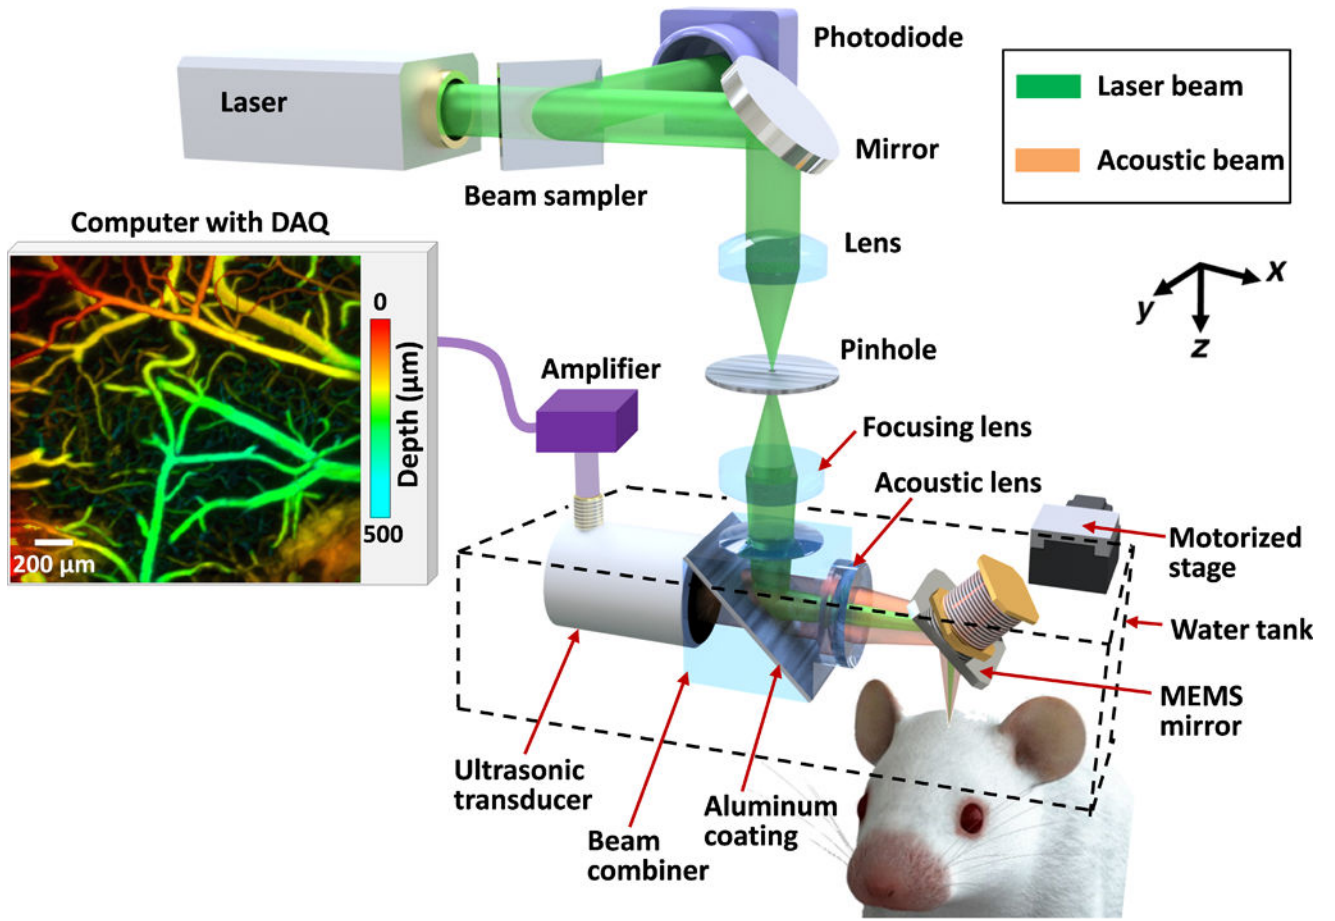 Photodiode
Laser
Laser beam
Mirror
Acoustic beam
Beam sampler
Computer with DAQ
Lens
x
y
z
0
Depth (µm)
500
200 µm
Pinhole
Amplifier
Focusing lens
Acoustic lens
Motorized
stage
Water tank
MEMS
mirror
Ultrasonic
transducer
Aluminum
coating
Beam
combiner